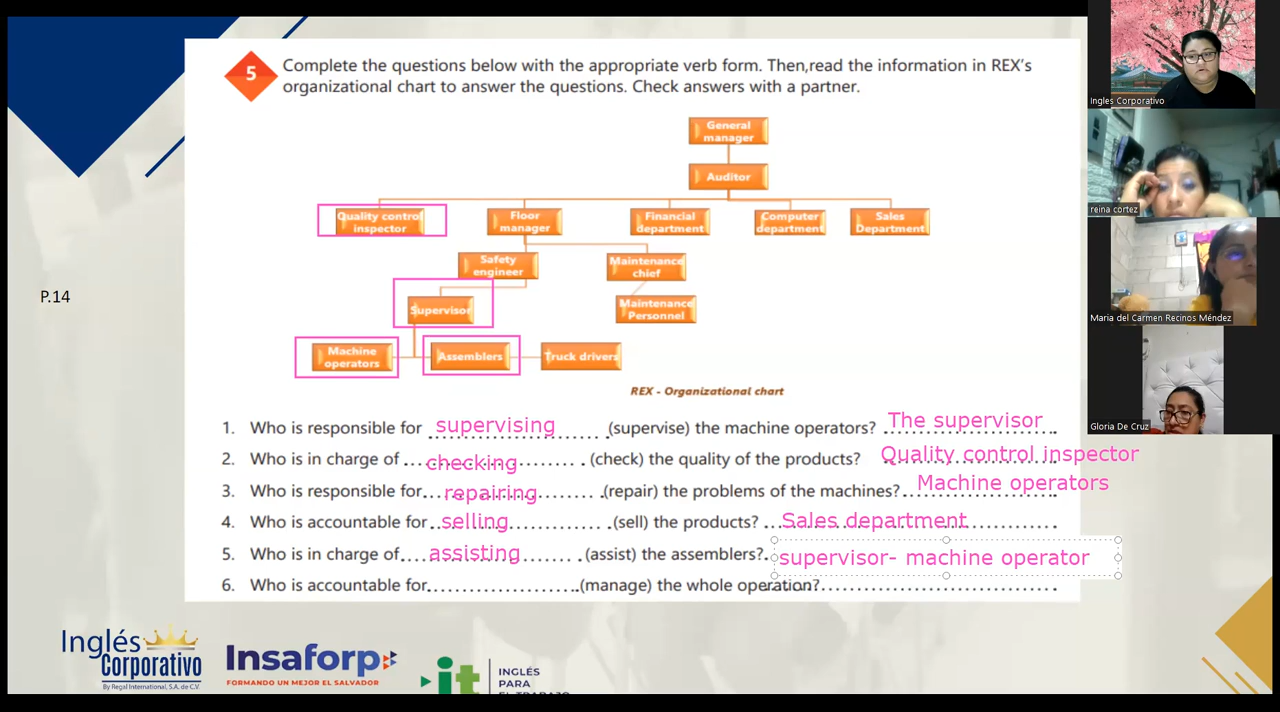 5
Complete the questions below with the appropriate verb form. Then,read the information in REX's
organizational chart to answer the questions. Check answers with a partner.
General
manager
Auditor
Quality control
inspector
Floor
manager
Financial
department
Computer
department
Sales
Department
Safety
engineer
Maintenance
chief
P.14
Supervisor
Maintenance
Personnel
Machine
operators
Assemblers
Truck drivers
REX - Organizational chart
1. Who is responsible for supervising (supervise) the machine operators? The supervisor
2. Who is in charge of checking (check) the quality of the products? Quality control inspector
3. Who is responsible for repairing (repair) the problems of the machines? Machine operators
4. Who is accountable for selling (sell) the products? Sales department
5. Who is in charge of assisting (assist) the assemblers? supervisor- machine operator
6. Who is accountable for (manage) the whole operation?
Inglés
Corporativo
By Regal International, S.A. de C.V.
Insaforp
FORMANDO UN MEJOR EL SALVADOR
it
INGLÉS
PARA
EL TRABAJO
Ingles Corporativo
reina cortez
Maria del Carmen Recinos Méndez
Gloria De Cruz